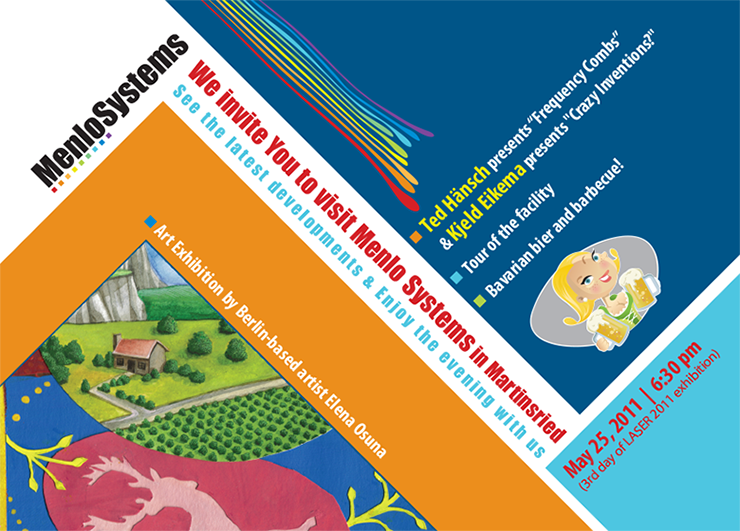 MenloSystems
We invite You to visit Menlo Systems in Martinsried
See the latest developments & Enjoy the evening with us
Ted Hänsch presents "Frequency Combs"
& Kjeld Eikema presents "Crazy Inventions?"
Tour of the facility
Bavarian bier and barbecue!
Art Exhibition by Berlin-based artist Elena Osuna
May 25, 2011 | 6:30 pm
(3rd day of LASER 2011 exhibition)